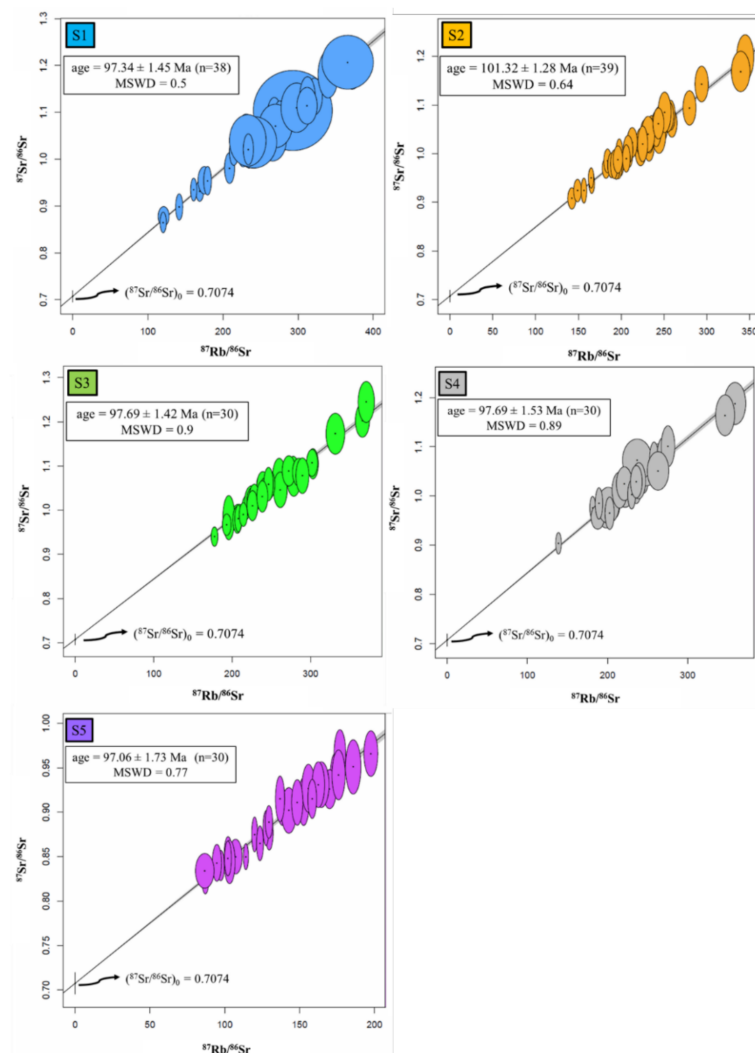 S1
age = 97.34 ± 1.45 Ma (n=38)
MSWD = 0.5
⁸⁷Sr/⁸⁶Sr
1.3
1.2
1.1
1.0
0.9
0.8
0.7
(⁸⁷Sr/⁸⁶Sr)₀ = 0.7074
0 100 200 300 400
⁸⁷Rb/⁸⁶Sr
S2
age = 101.32 ± 1.28 Ma (n=39)
MSWD = 0.64
⁸⁷Sr/⁸⁶Sr
1.2
1.1
1.0
0.9
0.8
0.7
(⁸⁷Sr/⁸⁶Sr)₀ = 0.7074
0 50 100 150 200 250 300 350
⁸⁷Rb/⁸⁶Sr
S3
age = 97.69 ± 1.42 Ma (n=30)
MSWD = 0.9
⁸⁷Sr/⁸⁶Sr
1.3
1.2
1.1
1.0
0.9
0.8
0.7
(⁸⁷Sr/⁸⁶Sr)₀ = 0.7074
0 100 200 300
⁸⁷Rb/⁸⁶Sr
S4
age = 97.69 ± 1.53 Ma (n=30)
MSWD = 0.89
⁸⁷Sr/⁸⁶Sr
1.2
1.1
1.0
0.9
0.8
0.7
(⁸⁷Sr/⁸⁶Sr)₀ = 0.7074
0 100 200 300
⁸⁷Rb/⁸⁶Sr
S5
age = 97.06 ± 1.73 Ma (n=30)
MSWD = 0.77
⁸⁷Sr/⁸⁶Sr
1.00
0.95
0.90
0.85
0.80
0.75
0.70
(⁸⁷Sr/⁸⁶Sr)₀ = 0.7074
0 50 100 150 200
⁸⁷Rb/⁸⁶Sr